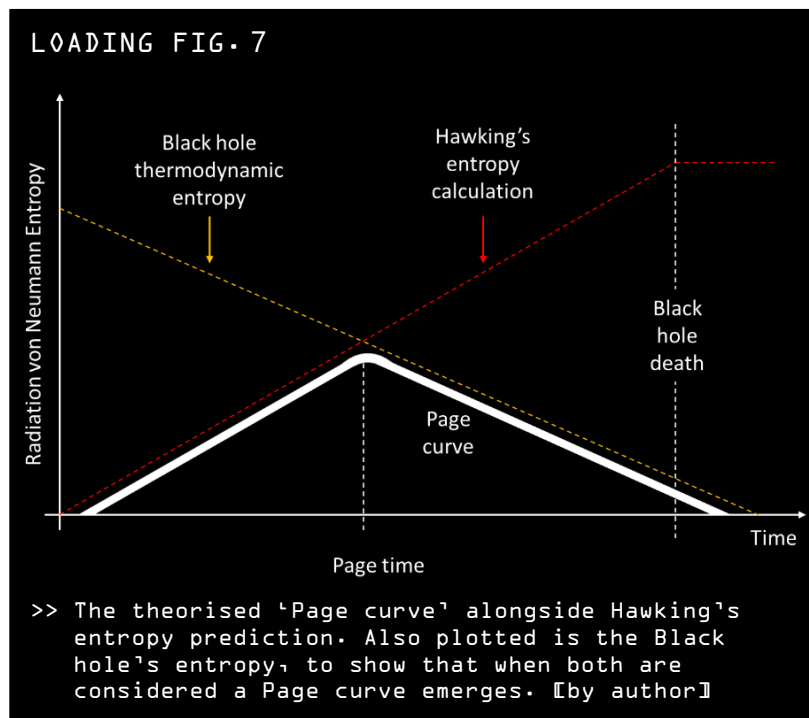 LOADING FIG. 7
Black hole
thermodynamic
entropy
Hawking's
entropy
calculation
Radiation von Neumann Entropy
Black
hole
death
Page
curve
Time
Page time
>> The theorised 'Page curve' alongside Hawking's
entropy prediction. Also plotted is the Black
hole's entropy, to show that when both are
considered a Page curve emerges. [by author]